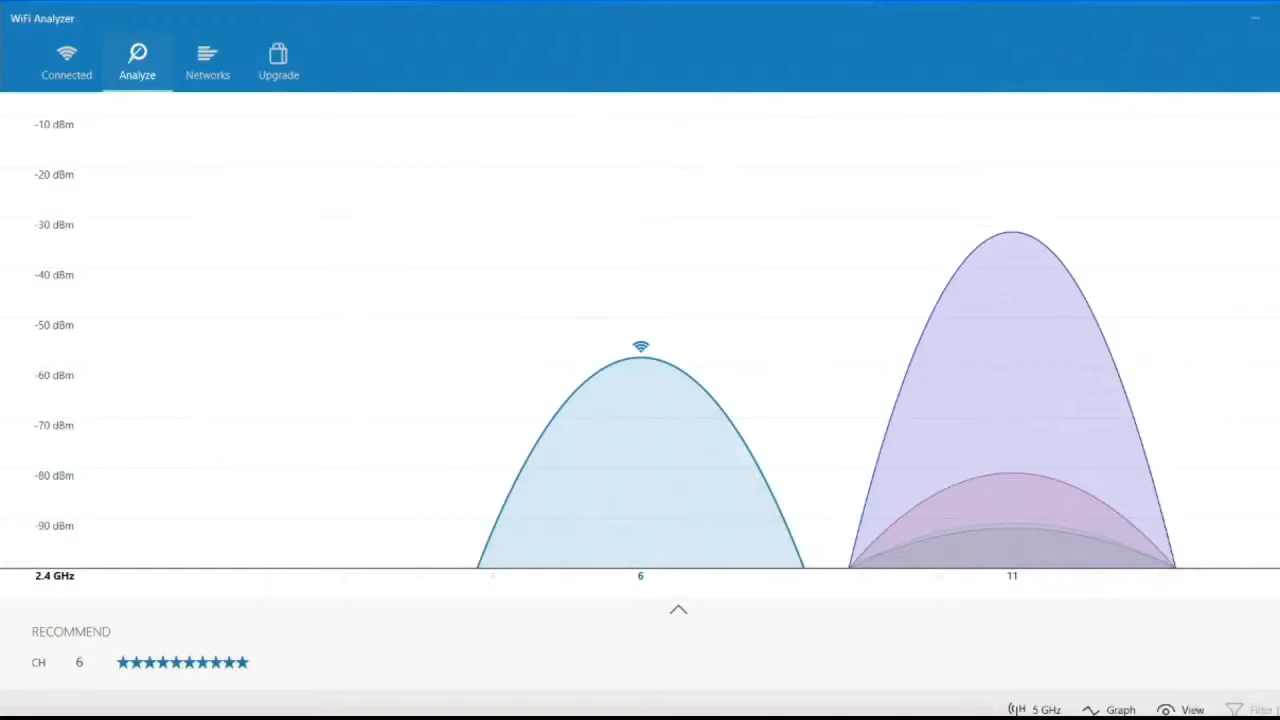 WiFi Analyzer
Connected
Analyze
Networks
Upgrade
-10 dBm
-20 dBm
-30 dBm
-40 dBm
-50 dBm
-60 dBm
-70 dBm
-80 dBm
-90 dBm
2.4 GHz
6
11
RECOMMEND
CH 6 ★★★★★★★★★★
5 GHz
Graph
View
Filter